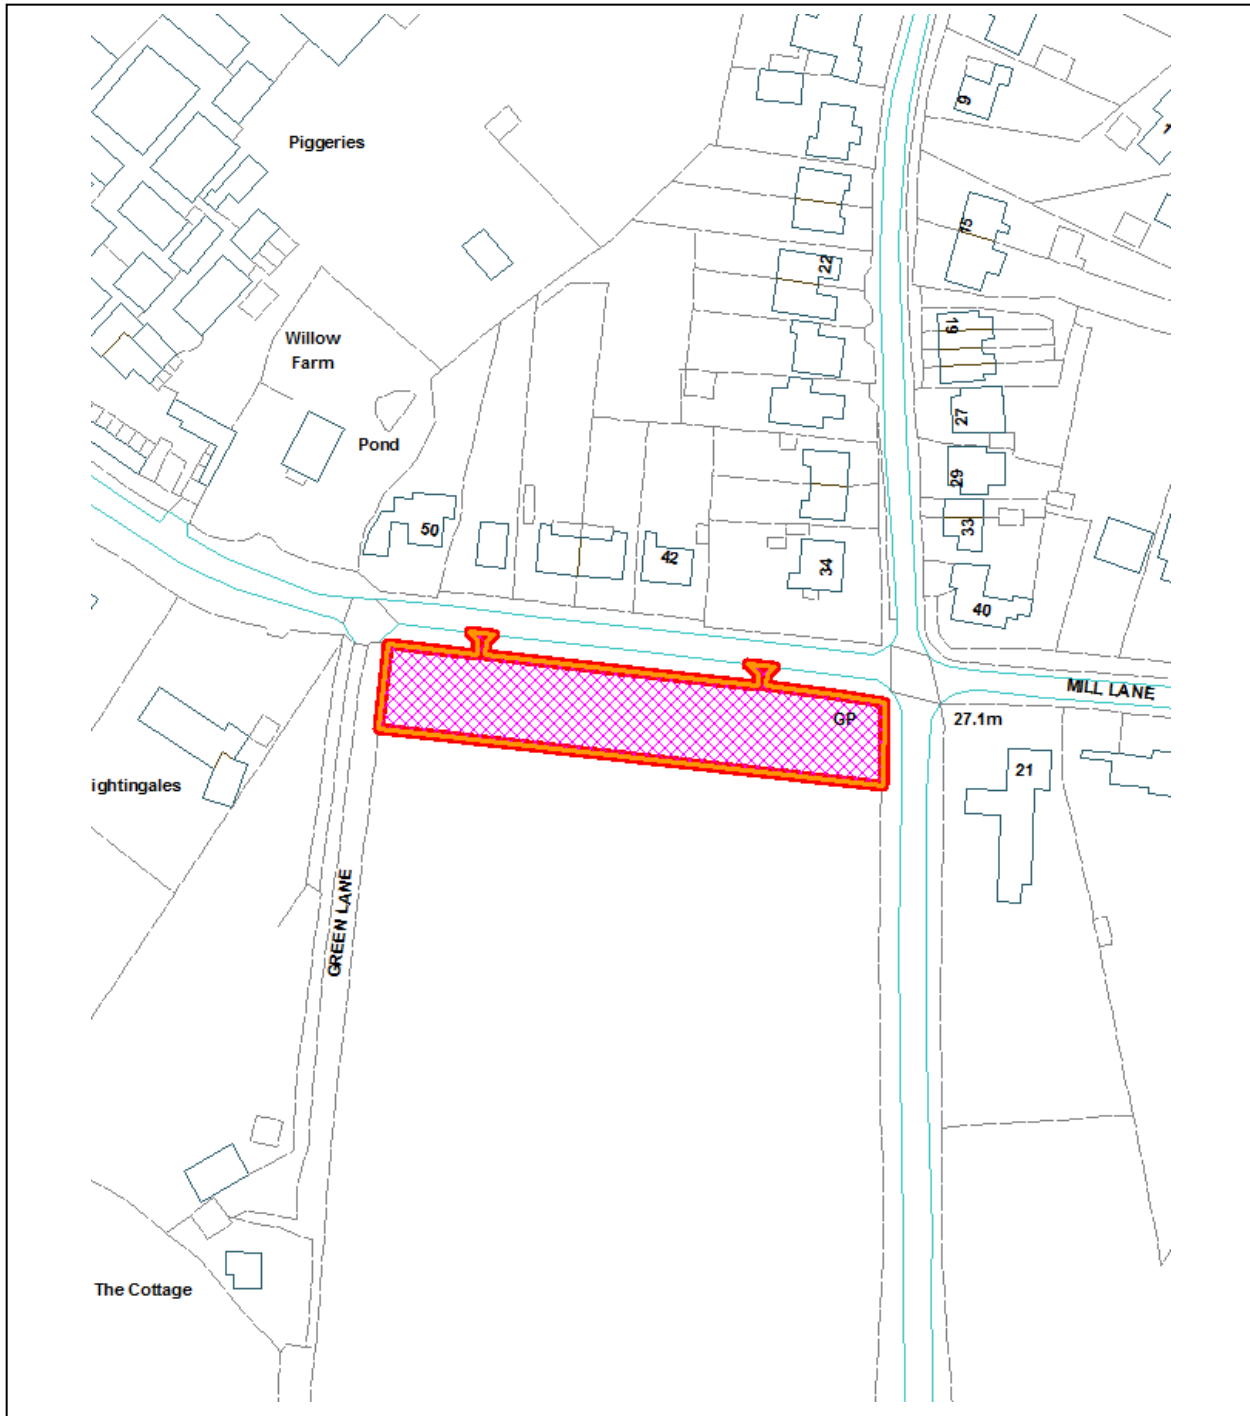 Piggeries
9
15
22
19
Willow
Farm
27
Pond
29
50
33
42
34
40
MILL LANE
GP
27.1m
21
ightingales
GREEN LANE
The Cottage